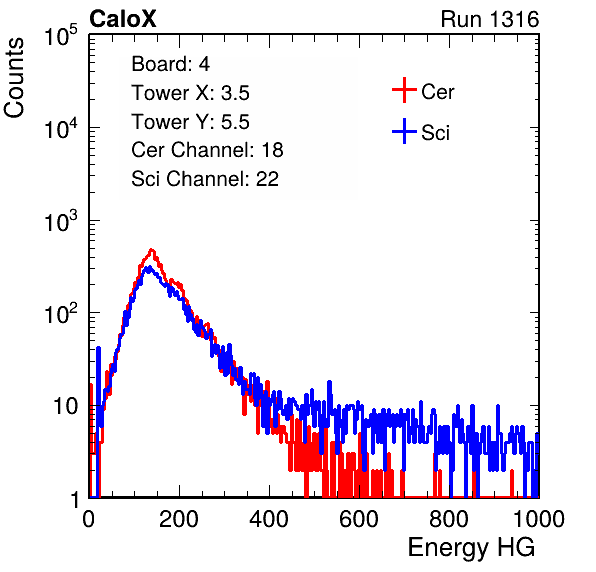 CaloX Run 1316
Counts
10^5
10^4
10^3
10^2
10
1
Board: 4
Tower X: 3.5
Tower Y: 5.5
Cer Channel: 18
Sci Channel: 22
Cer
Sci
0 200 400 600 800 1000
Energy HG